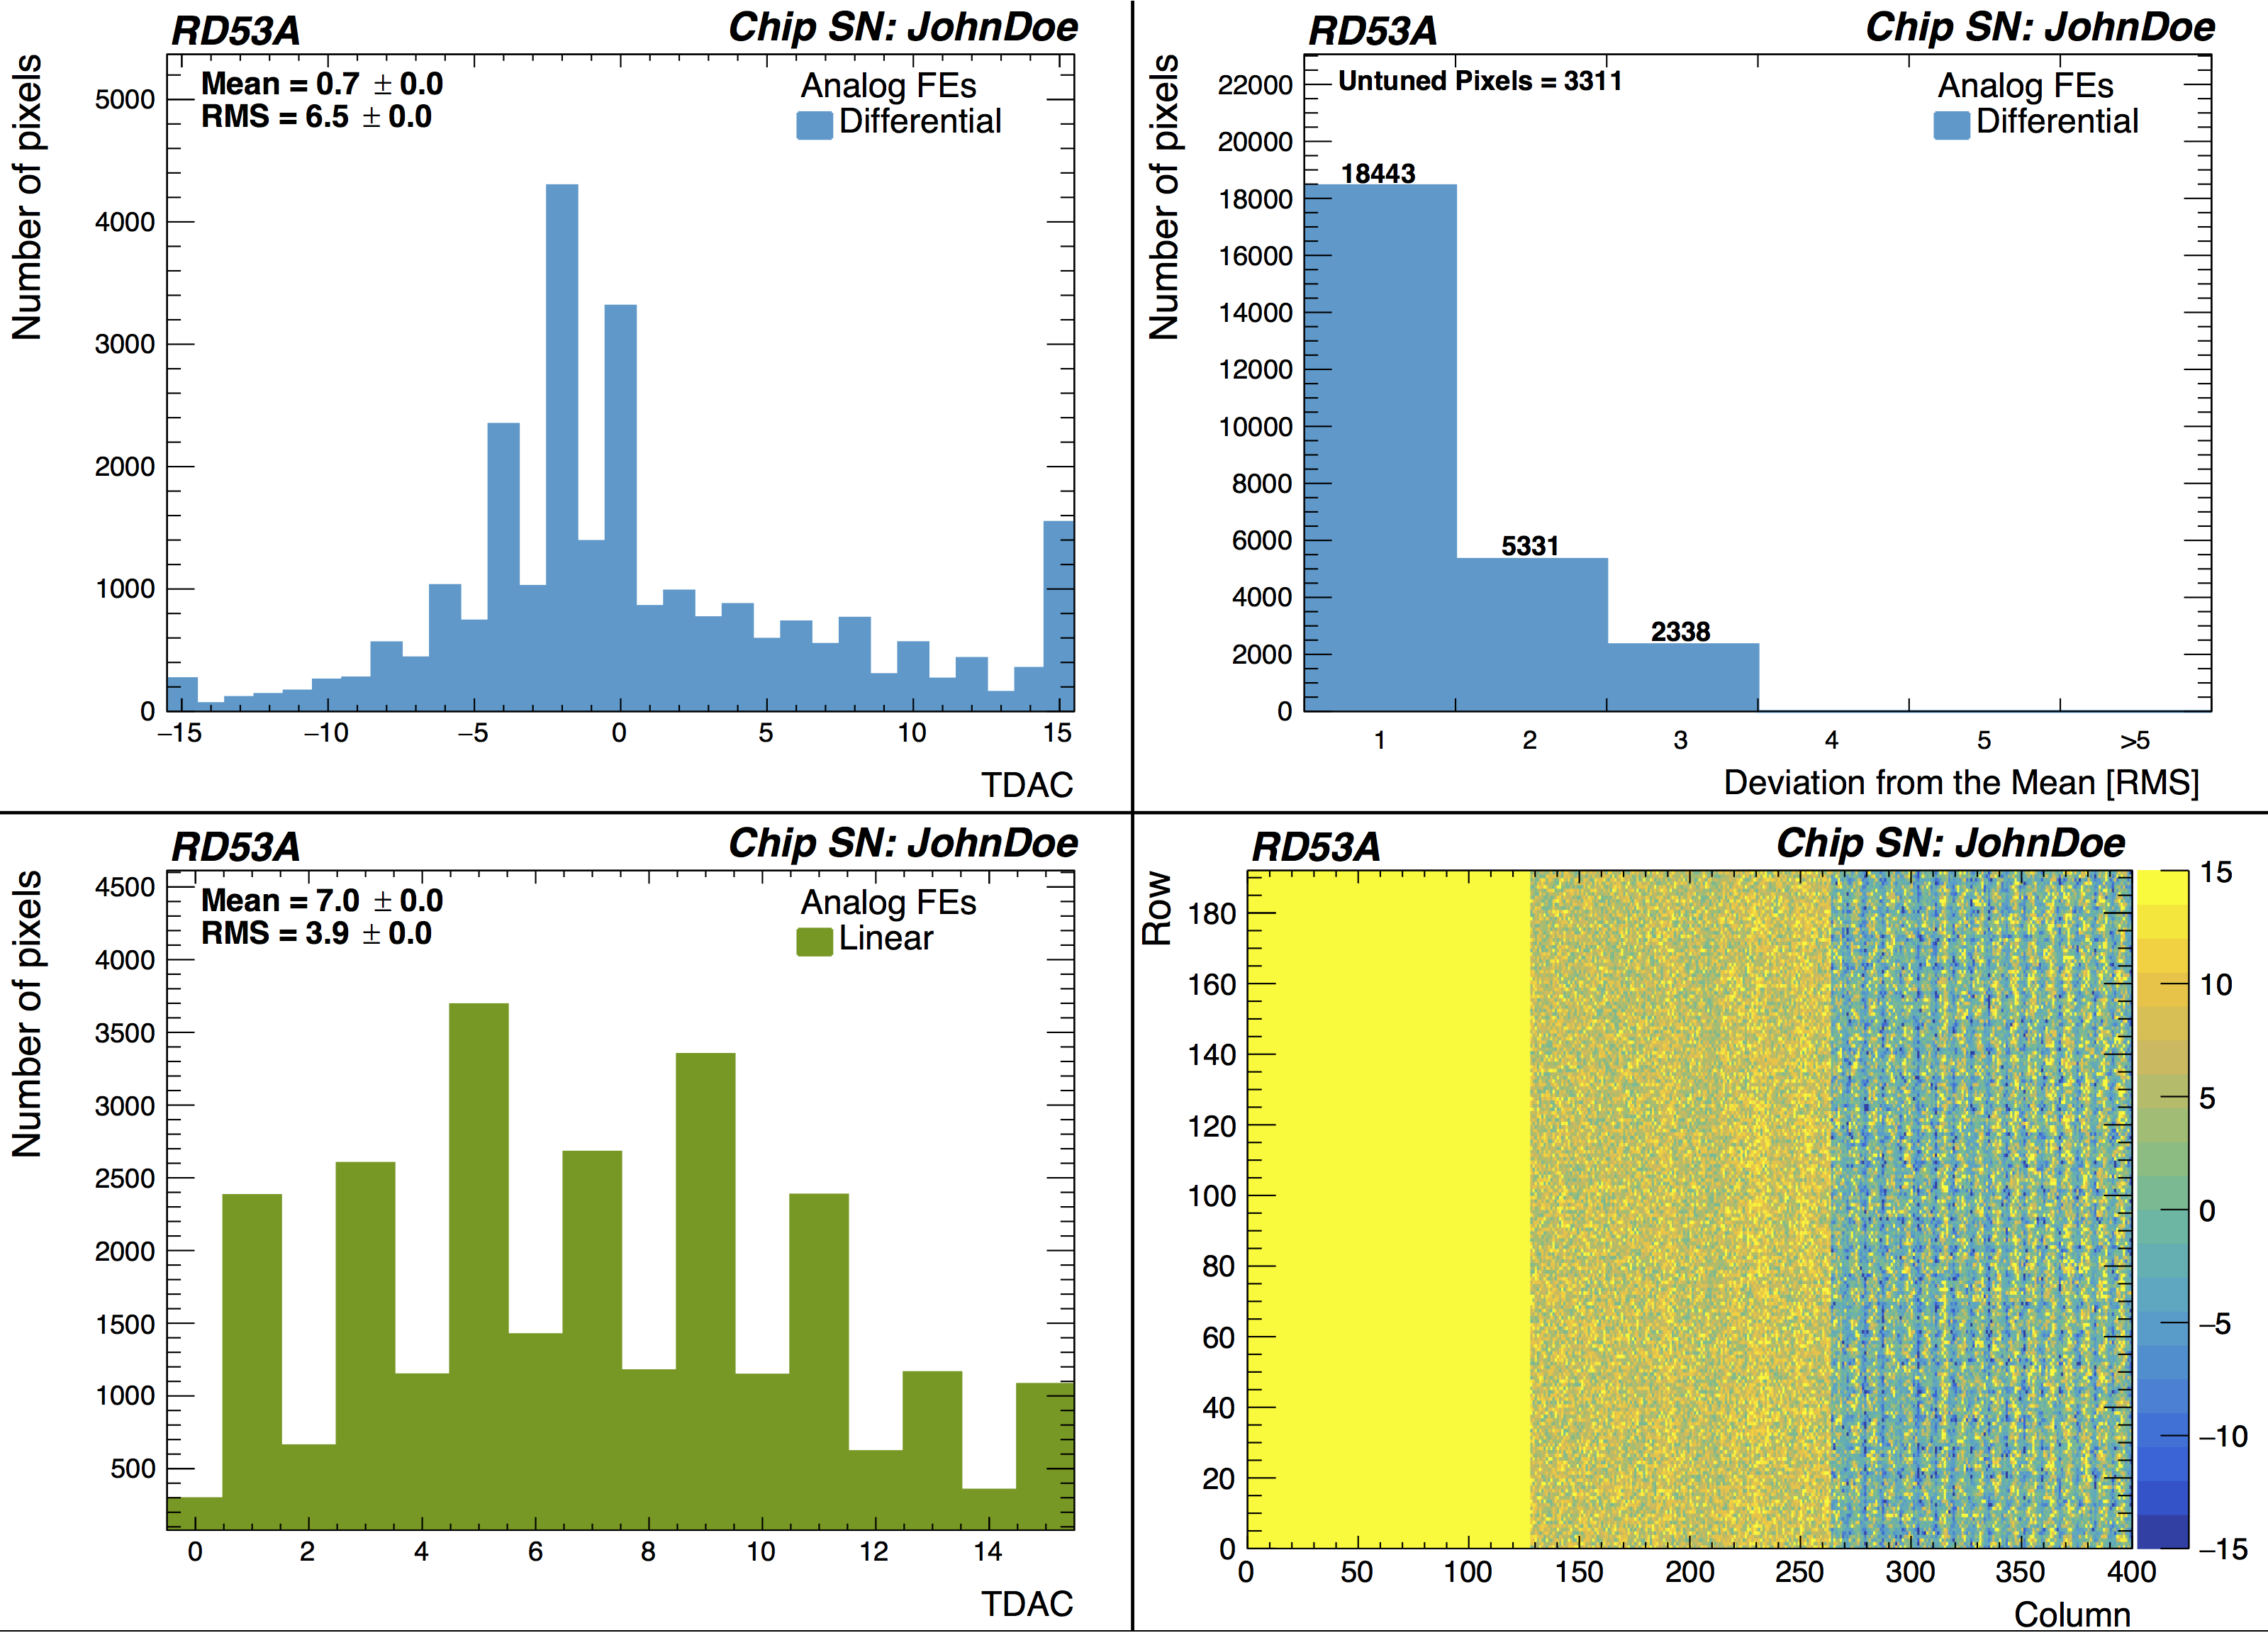 RD53A Chip SN: JohnDoe
Mean = 0.7 ± 0.0
RMS = 6.5 ± 0.0
Analog FEs
Differential
Number of pixels
5000
4000
3000
2000
1000
0
−15 −10 −5 0 5 10 15
TDAC
RD53A Chip SN: JohnDoe
Untuned Pixels = 3311
Analog FEs
Differential
Number of pixels
22000
20000
18000
16000
14000
12000
10000
8000
6000
4000
2000
0
18443
5331
2338
1 2 3 4 5 >5
Deviation from the Mean [RMS]
RD53A Chip SN: JohnDoe
Mean = 7.0 ± 0.0
RMS = 3.9 ± 0.0
Analog FEs
Linear
Number of pixels
4500
4000
3500
3000
2500
2000
1500
1000
500
0 2 4 6 8 10 12 14
TDAC
RD53A Chip SN: JohnDoe
Row
180
160
140
120
100
80
60
40
20
0
0 50 100 150 200 250 300 350 400
Column
15
10
5
0
−5
−10
−15